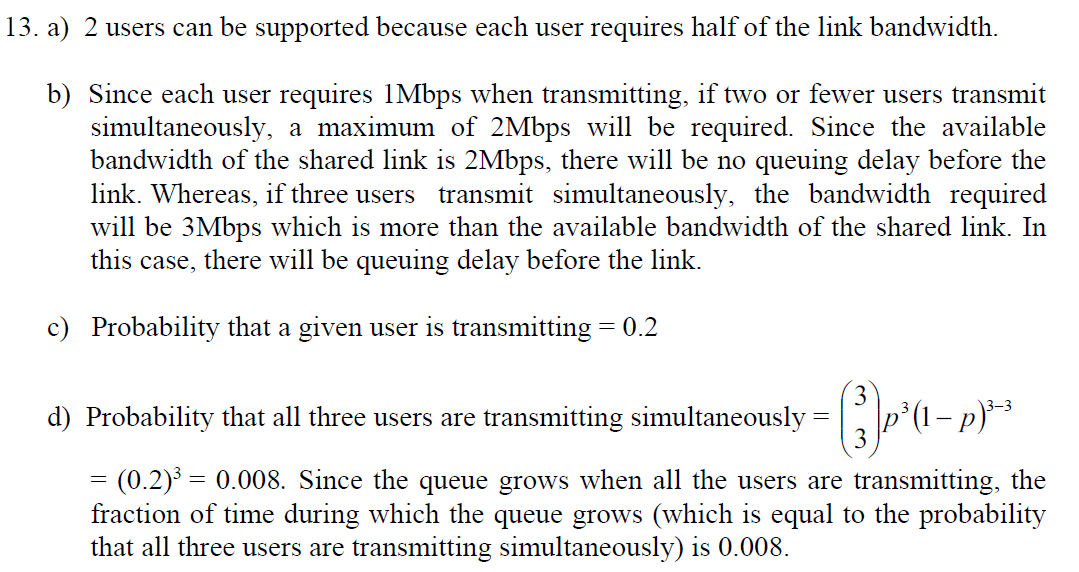 13. a) 2 users can be supported because each user requires half of the link bandwidth.
b) Since each user requires 1Mbps when transmitting, if two or fewer users transmit
simultaneously, a maximum of 2Mbps will be required. Since the available
bandwidth of the shared link is 2Mbps, there will be no queuing delay before the
link. Whereas, if three users transmit simultaneously, the bandwidth required
will be 3Mbps which is more than the available bandwidth of the shared link. In
this case, there will be queuing delay before the link.
c) Probability that a given user is transmitting = 0.2
d) Probability that all three users are transmitting simultaneously = $\binom{3}{3} p^3 (1-p)^{3-3}$
= (0.2)³ = 0.008. Since the queue grows when all the users are transmitting, the
fraction of time during which the queue grows (which is equal to the probability
that all three users are transmitting simultaneously) is 0.008.